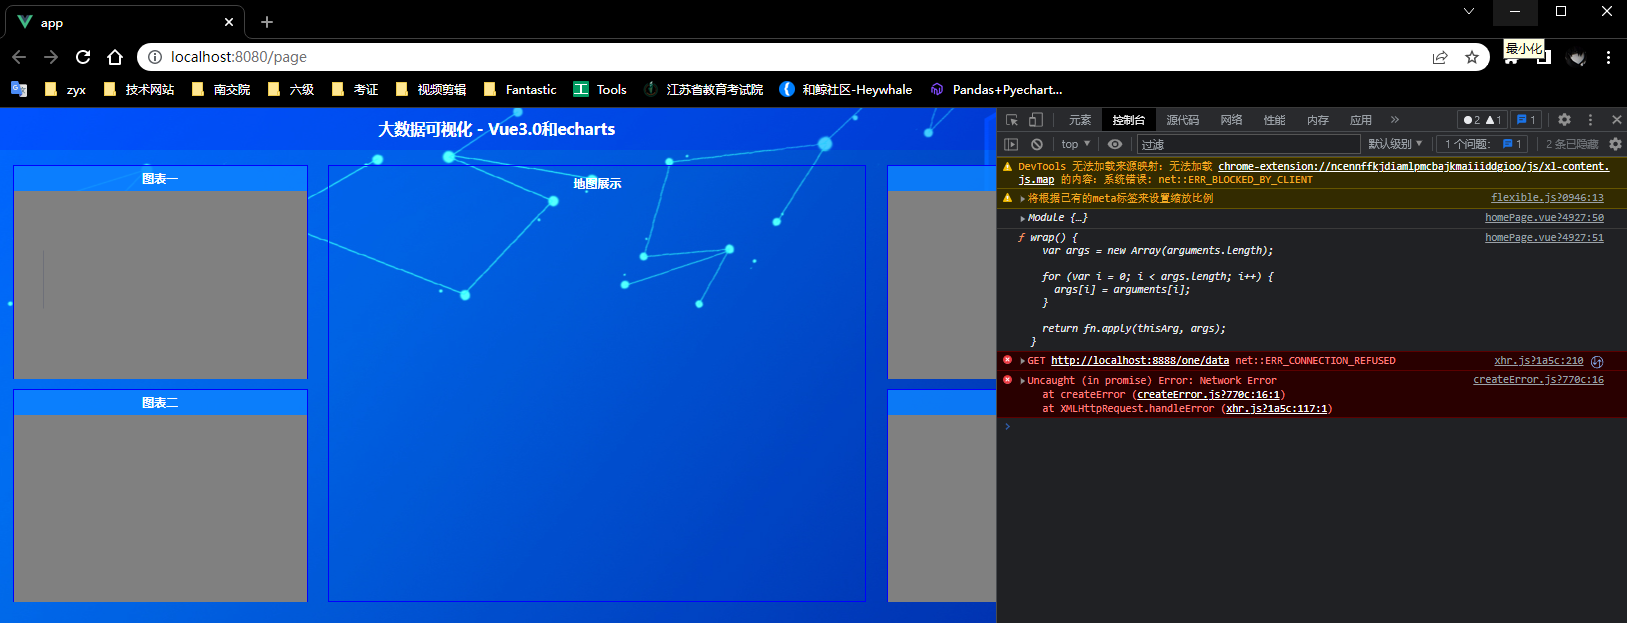 app
最小化
localhost:8080/page
zyx
技术网站
南交院
六级
考证
视频剪辑
Fantastic
Tools
江苏省教育考试院
和鲸社区-Heywhale
Pandas+Pyechart...
大数据可视化 - Vue3.0和echarts
图表一
地图展示
图表二
元素 控制台 源代码 网络 性能 内存 应用 » 2 1 1
top 过滤 默认级别 1 个问题: 1 2 条已隐藏
DevTools 无法加载来源映射: 无法加载 chrome-extension://ncennffkjdiamlpmcbajkmaiiiddgioo/js/xl-content.
js.map 的内容: 系统错误: net::ERR_BLOCKED_BY_CLIENT
将根据已有的meta标签来设置缩放比例 flexible.js?0946:13
Module {…} homePage.vue?4927:50
ƒ wrap() { homePage.vue?4927:51
var args = new Array(arguments.length);
for (var i = 0; i < args.length; i++) {
args[i] = arguments[i];
}
return fn.apply(thisArg, args);
}
GET http://localhost:8888/one/data net::ERR_CONNECTION_REFUSED xhr.js?1a5c:210
Uncaught (in promise) Error: Network Error createError.js?770c:16
at createError (createError.js?770c:16:1)
at XMLHttpRequest.handleError (xhr.js?1a5c:117:1)